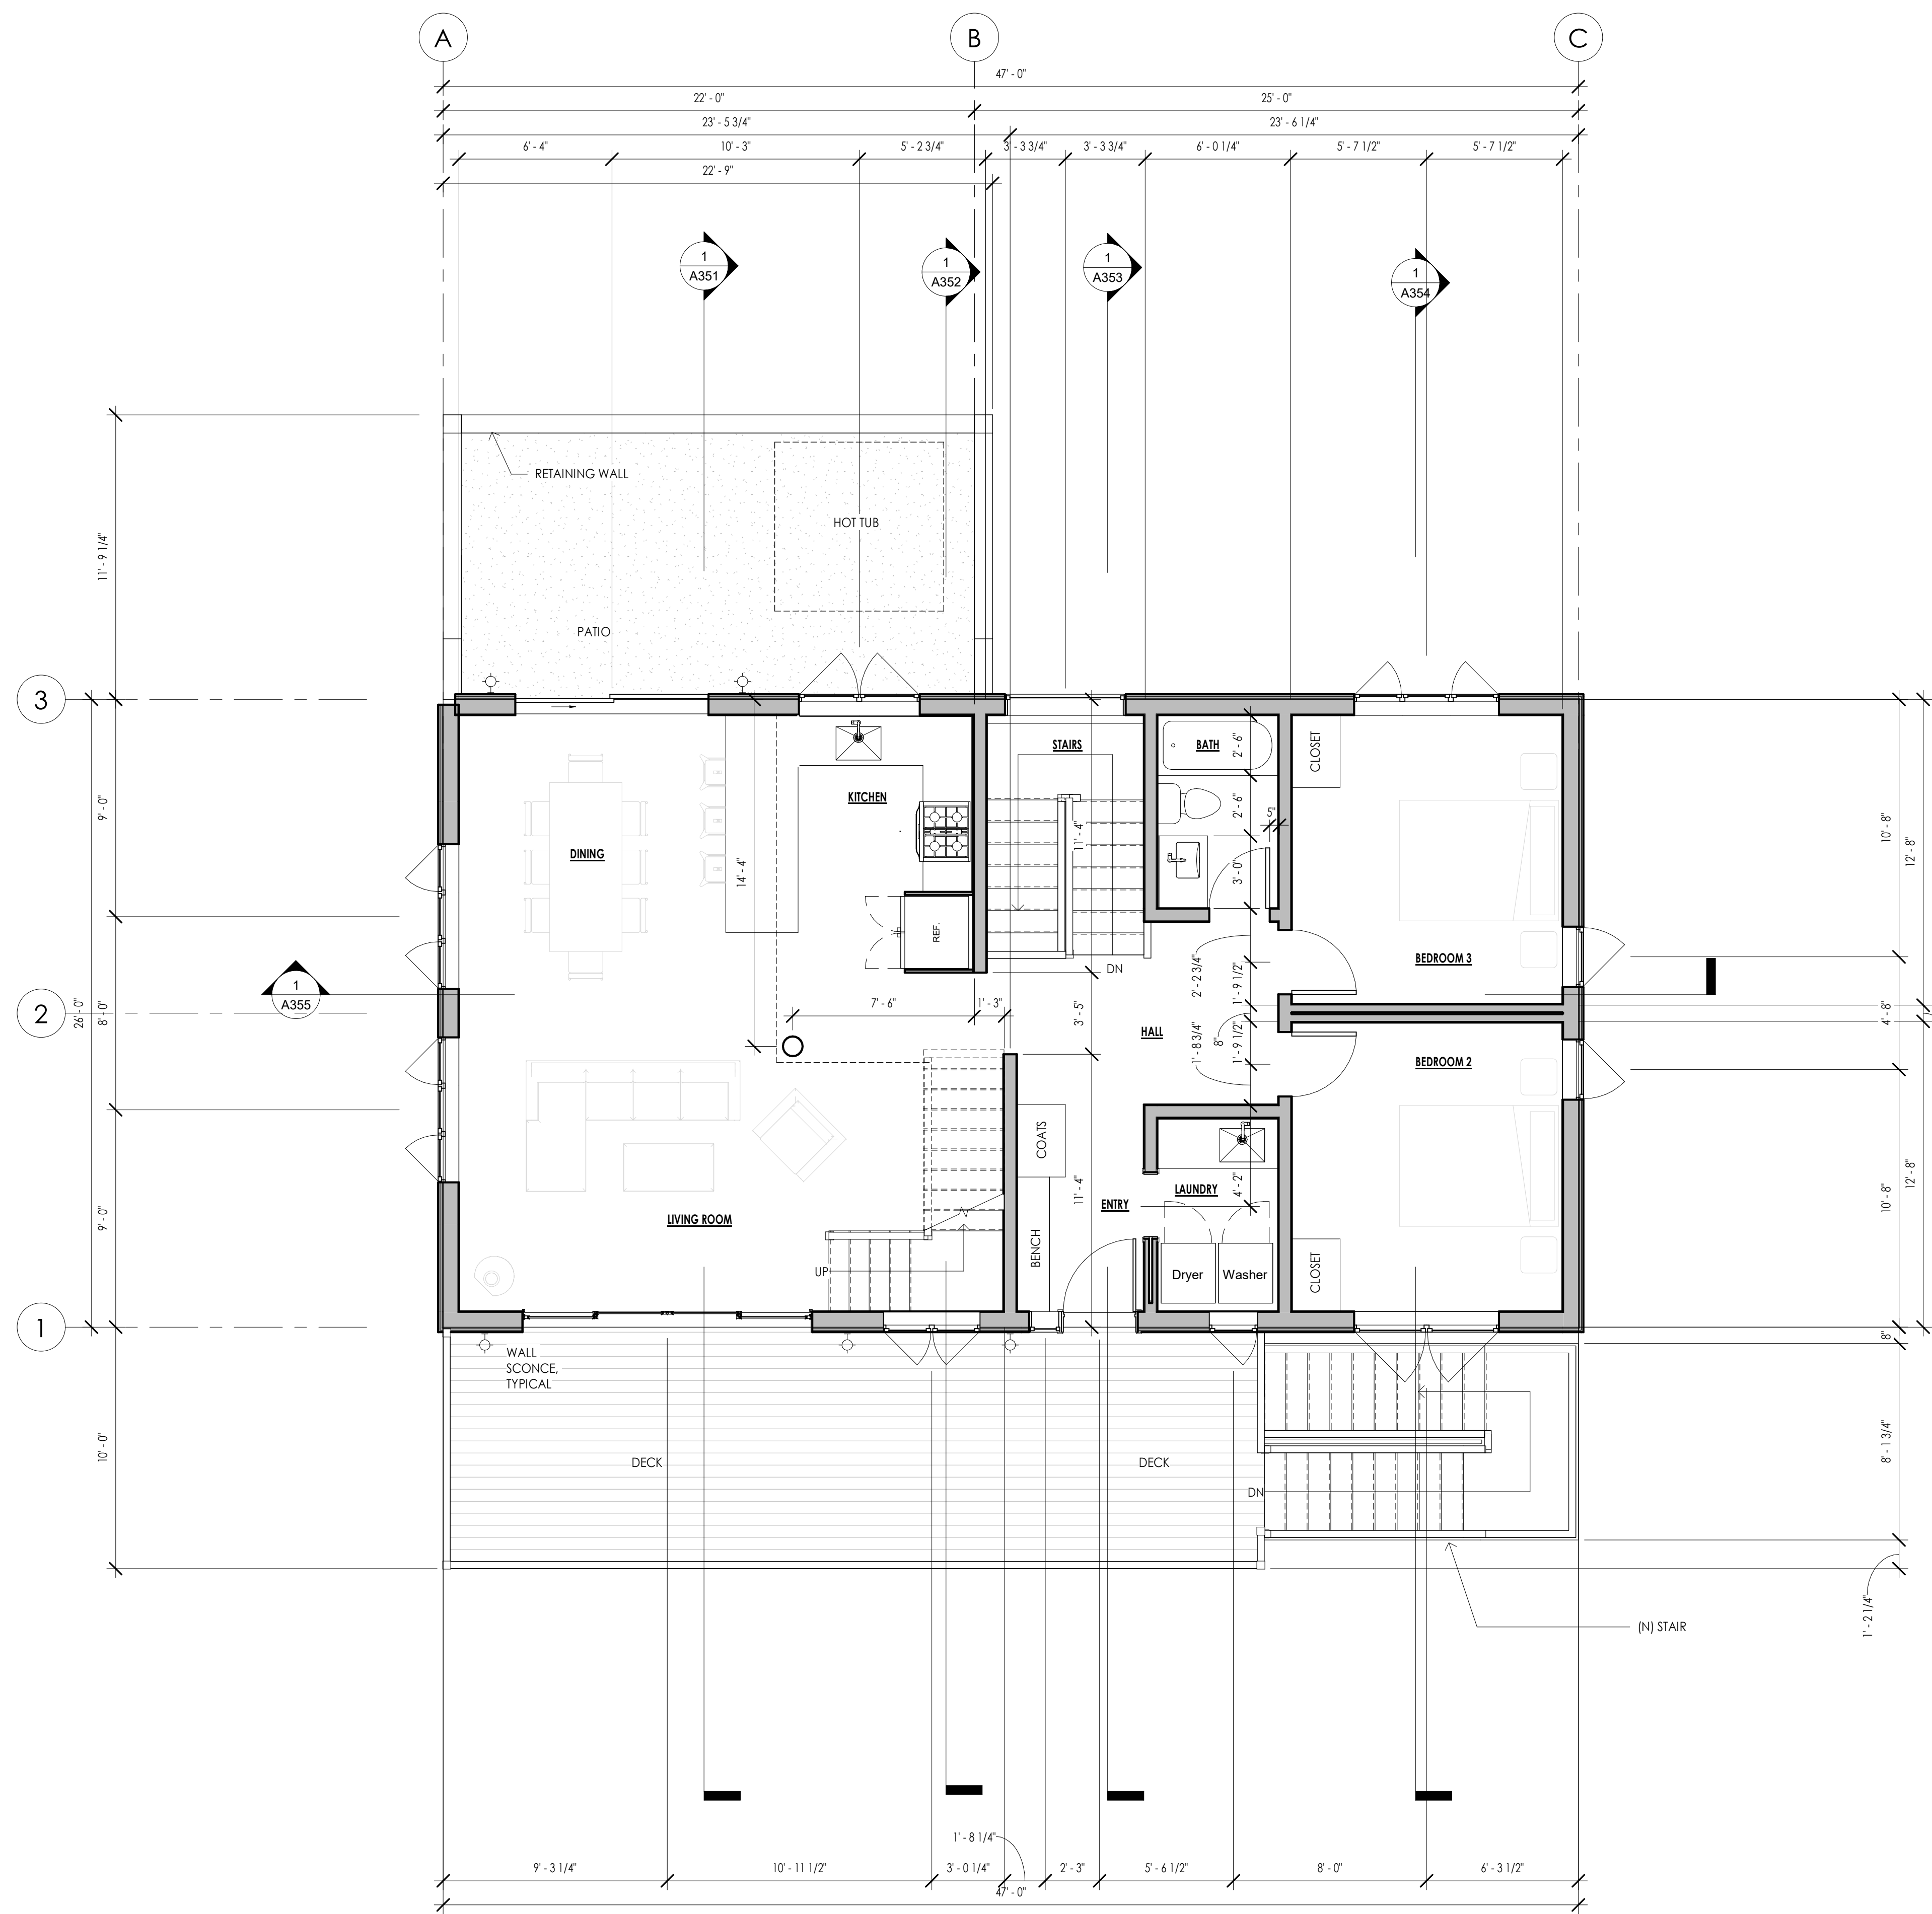 A
B
C
47' - 0"
22' - 0"
25' - 0"
23' - 5 3/4"
23' - 6 1/4"
6' - 4"
10' - 3"
5' - 2 3/4"
3' - 3 3/4"
3' - 3 3/4"
6' - 0 1/4"
5' - 7 1/2"
5' - 7 1/2"
22' - 9"
1
A351
1
A352
1
A353
1
A354
RETAINING WALL
HOT TUB
11' - 9 1/4"
PATIO
3
STAIRS
BATH
2' - 6"
CLOSET
KITCHEN
9' - 0"
2' - 6"
5"
11' - 4"
10' - 8"
12' - 8"
DINING
14' - 4"
3' - 0"
REF.
BEDROOM 3
DN
2' - 2 3/4"
1' - 9 1/2"
1
A355
2
26' - 0"
8' - 0"
7' - 6"
1' - 3"
3' - 5"
4' - 8"
HALL
1' - 8 3/4"
8"
1' - 9 1/2"
BEDROOM 2
COATS
11' - 4"
LAUNDRY
4' - 2"
ENTRY
10' - 8"
12' - 8"
9' - 0"
LIVING ROOM
BENCH
UP
Dryer
Washer
CLOSET
1
8"
WALL
SCONCE,
TYPICAL
10' - 0"
DECK
DECK
8' - 1 3/4"
DN
1' - 2 1/4"
(N) STAIR
1' - 8 1/4"
9' - 3 1/4"
10' - 11 1/2"
3' - 0 1/4"
2' - 3"
5' - 6 1/2"
8' - 0"
6' - 3 1/2"
47' - 0"